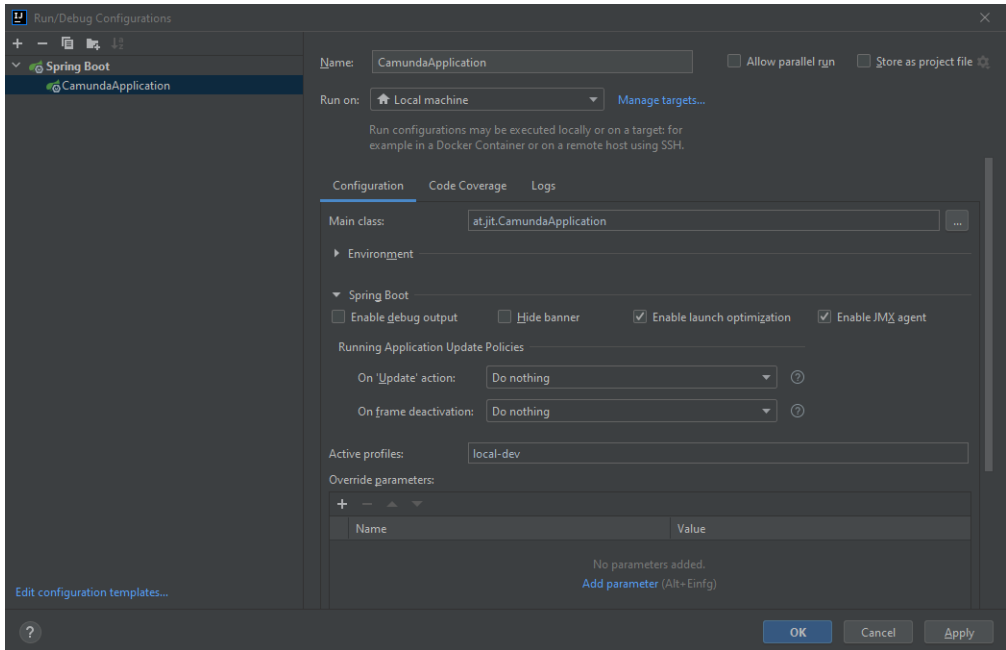 Run/Debug Configurations
Spring Boot
CamundaApplication
Name: CamundaApplication Allow parallel run Store as project file
Run on: Local machine Manage targets...
Run configurations may be executed locally or on a target: for
example in a Docker Container or on a remote host using SSH.
Configuration Code Coverage Logs
Main class: at.jit.CamundaApplication ...
Environment
Spring Boot
Enable debug output Hide banner Enable launch optimization Enable JMX agent
Running Application Update Policies
On 'Update' action: Do nothing
On frame deactivation: Do nothing
Active profiles: local-dev
Override parameters:
Name Value
No parameters added.
Add parameter (Alt+Einfg)
Edit configuration templates...
? OK Cancel Apply